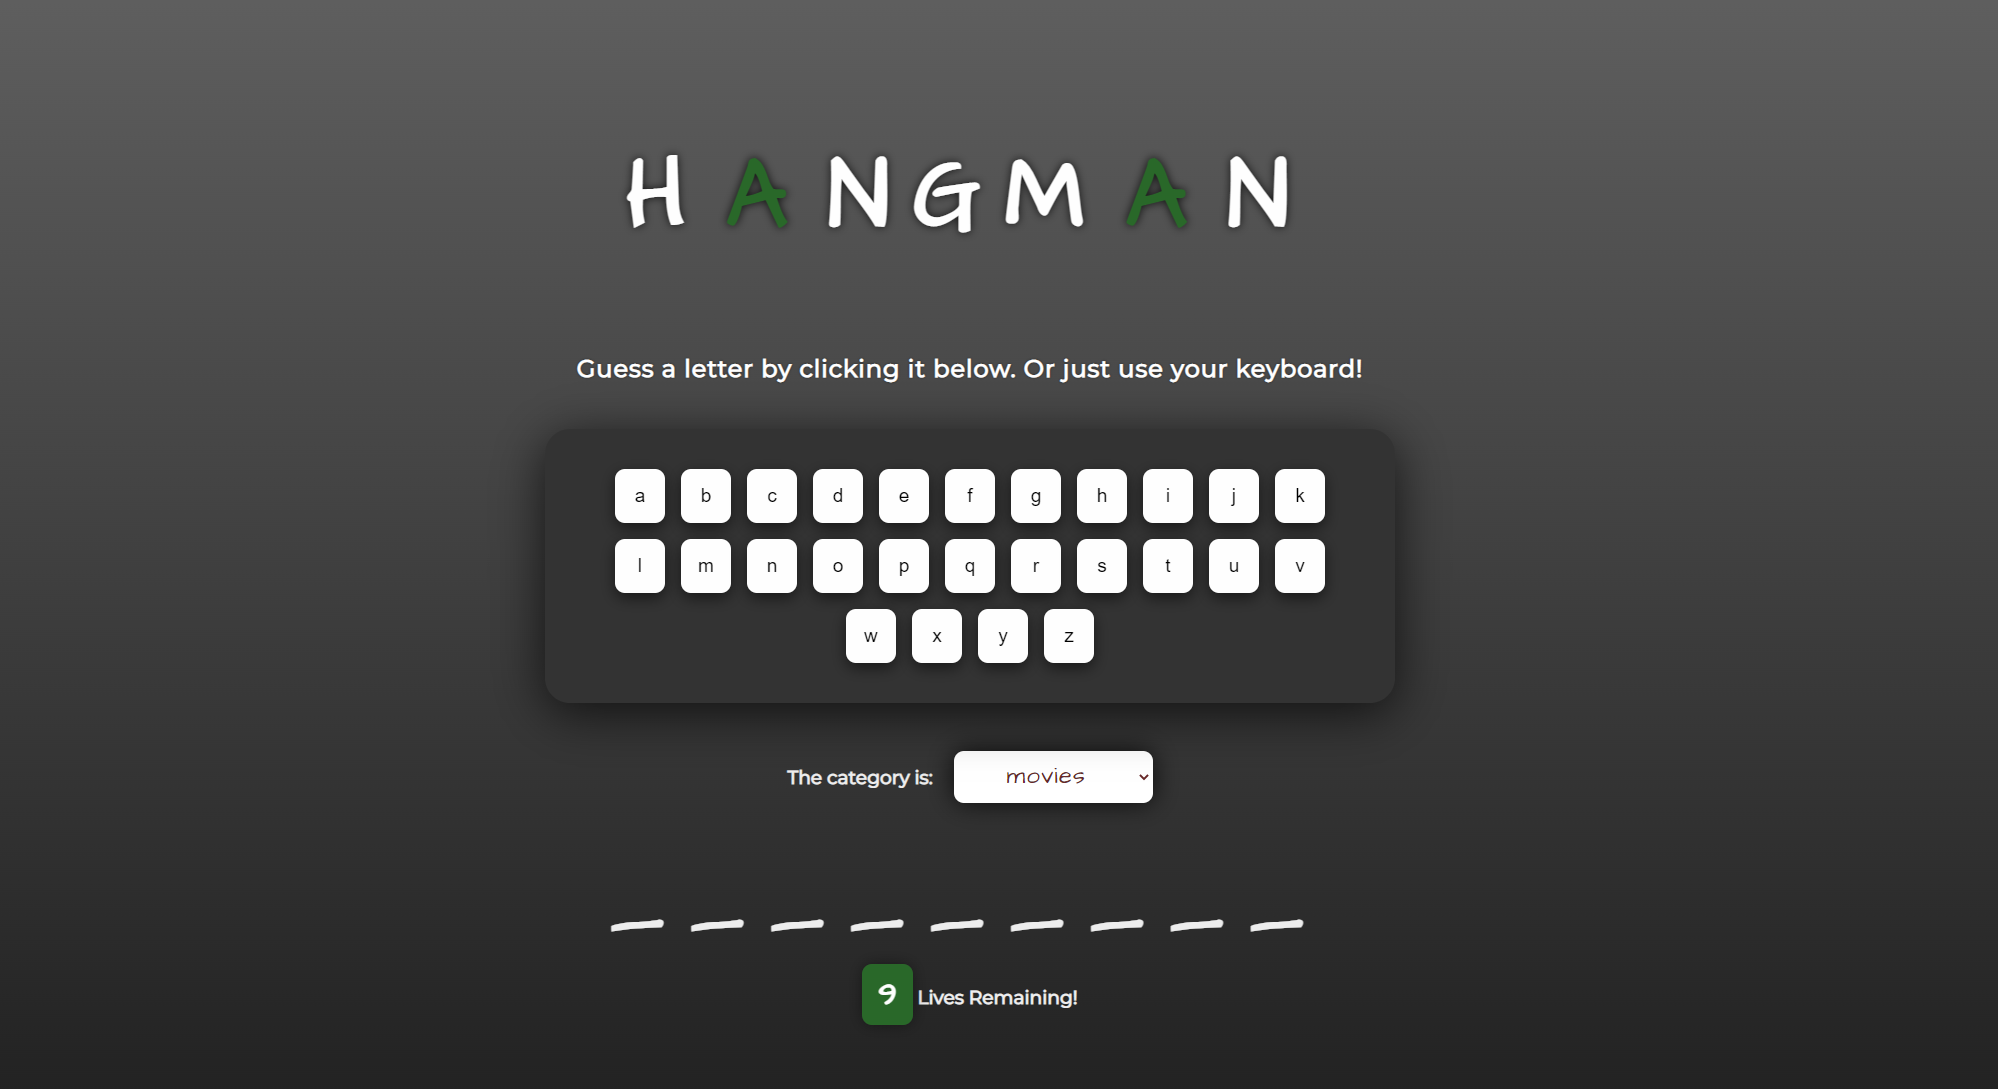 HANGMAN
Guess a letter by clicking it below. Or just use your keyboard!
a b c d e f g h i j k
l m n o p q r s t u v
w x y z
The category is: movies
_ _ _ _ _ _ _ _ _
9 Lives Remaining!